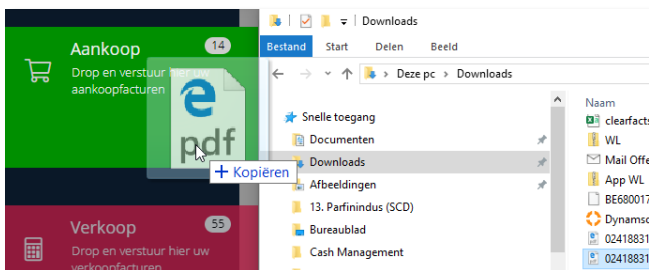 Aankoop 14
Drop en verstuur hier uw
aankoopfacturen
pdf
+ Kopiëren
Verkoop 55
Drop en verstuur hier uw
verkoopfacturen
Downloads
Bestand Start Delen Beeld
Deze pc > Downloads
Snelle toegang
Documenten
Downloads
Afbeeldingen
13. Parfinindus (SCD)
Bureaublad
Cash Management
Naam
clearfacts
WL
Mail Offe
App WL
BE680017
Dynamso
02418831
02418831